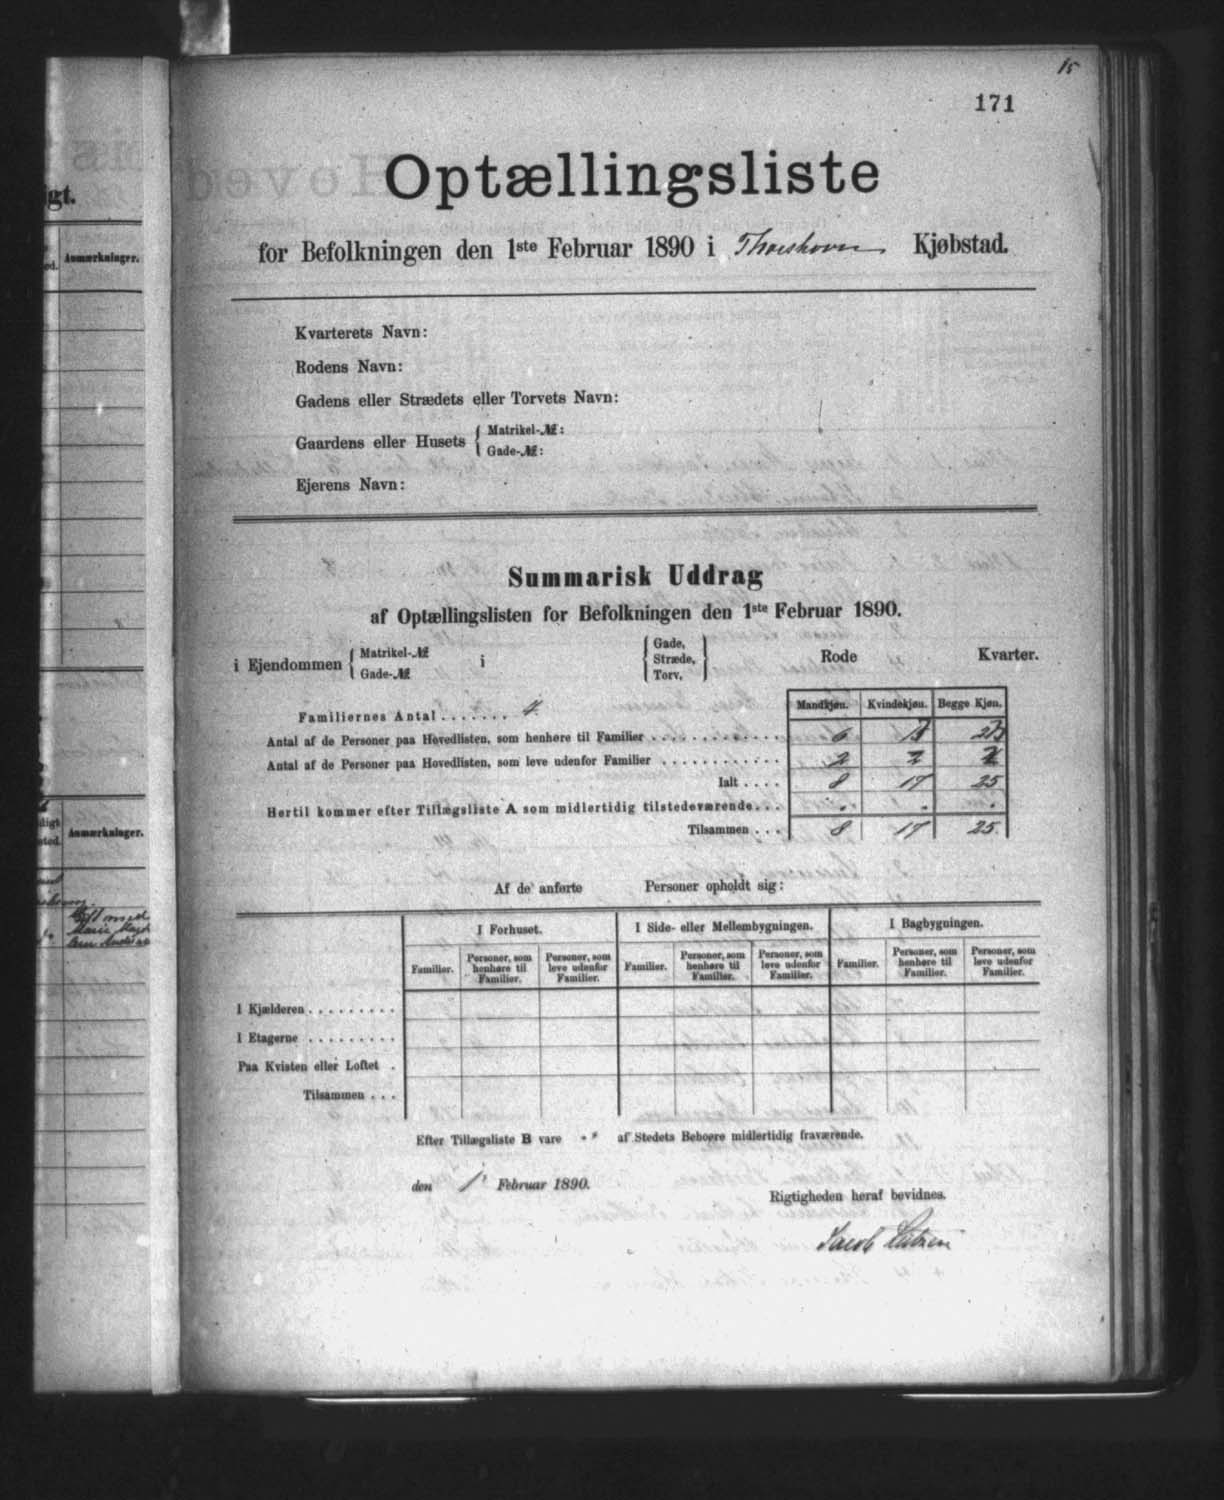 15
171
Optællingsliste
for Befolkningen den 1ste Februar 1890 i Thorshavn Kjøbstad.
Kvarterets Navn:
Rodens Navn:
Gadens eller Strædets eller Torvets Navn:
Gaardens eller Husets { Matrikel-№:
Gade-№:
Ejerens Navn:
Summarisk Uddrag
af Optællingslisten for Befolkningen den 1ste Februar 1890.
i Ejendommen { Matrikel-№ Gade-№ i { Gade, Stræde, Torv, } Rode Kvarter.
Mandkjøn. Kvindekjøn. Begge Kjøn.
Familiernes Antal....... 4.
Antal af de Personer paa Hovedlisten, som henhøre til Familier............ 6
Antal af de Personer paa Hovedlisten, som leve udenfor Familier............ 2 2
Ialt.... 8 17 25
Hertil kommer efter Tillægsliste A som midlertidig tilstedeværende... . . .
Tilsammen... 8 17 25.
Af de anførte Personer opholdt sig:
I Forhuset. I Side- eller Mellembygningen. I Bagbygningen.
Familier. Personer, som henhøre til Familier. Personer, som leve udenfor Familier. Familier. Personer, som henhøre til Familier. Personer, som leve udenfor Familier. Familier. Personer, som henhøre til Familier. Personer, som leve udenfor Familier.
I Kjælderen.........
I Etagerne.........
Paa Kvisten eller Loftet.
Tilsammen...
Efter Tillægsliste B vare " af Stedets Beboere midlertidig fraværende.
den 1' Februar 1890.
Rigtigheden heraf bevidnes.
Jacob Lützen
gt.
Anmærkninger.
Anmærkninger.
Gift med
Marie